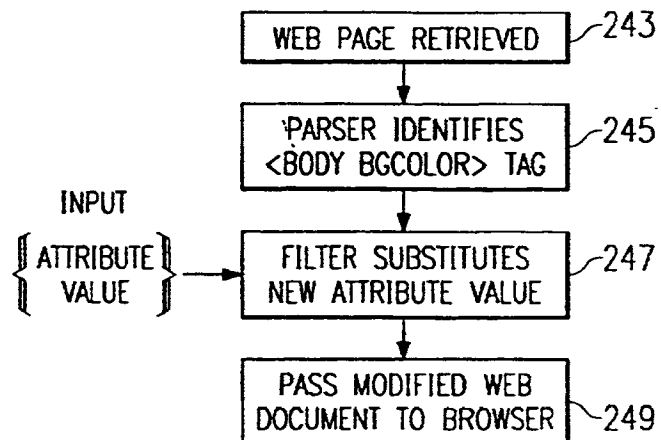 WEB PAGE RETRIEVED
243
PARSER IDENTIFIES
<BODY BGCOLOR> TAG
245
INPUT
ATTRIBUTE
VALUE
FILTER SUBSTITUTES
NEW ATTRIBUTE VALUE
247
PASS MODIFIED WEB
DOCUMENT TO BROWSER
249